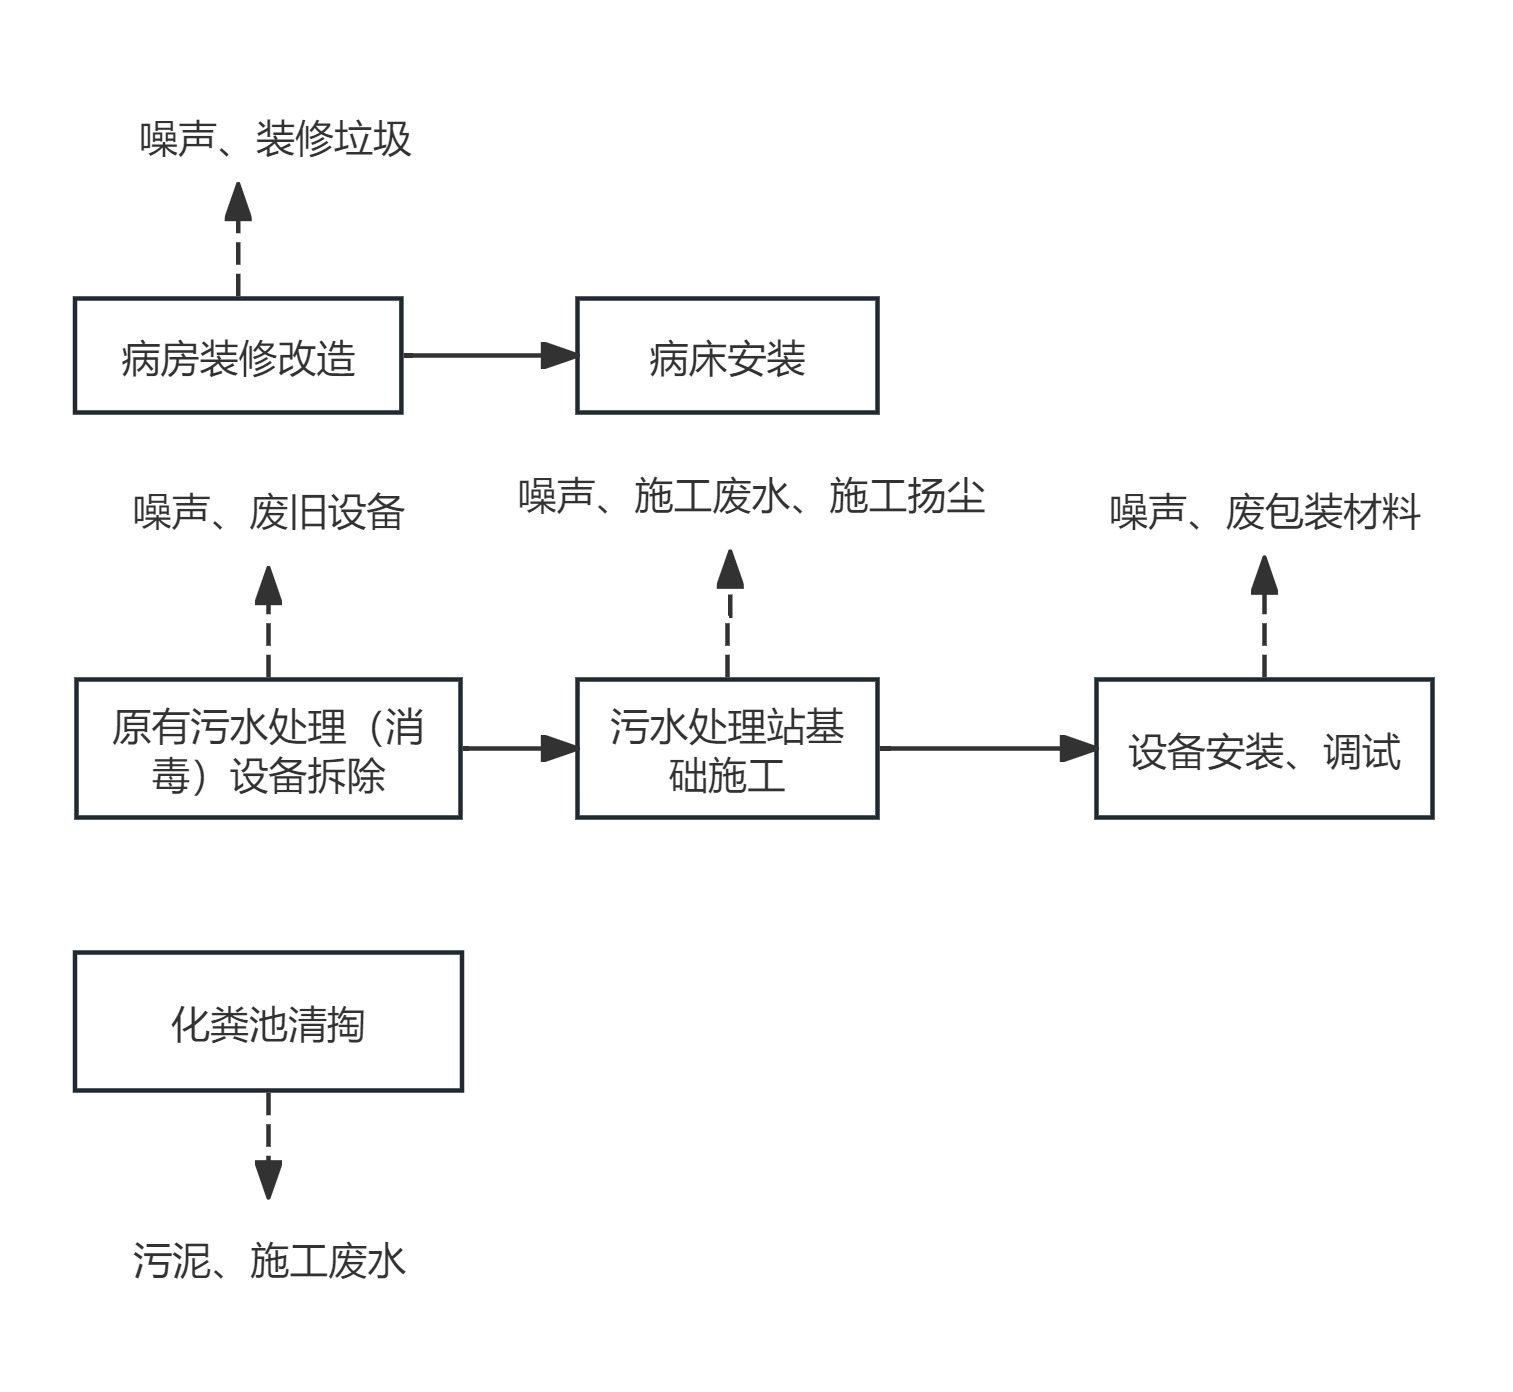 噪声、装修垃圾
病房装修改造
病床安装
噪声、废旧设备
噪声、施工废水、施工扬尘
噪声、废包装材料
原有污水处理（消
毒）设备拆除
污水处理站基
础施工
设备安装、调试
化粪池清掏
污泥、施工废水